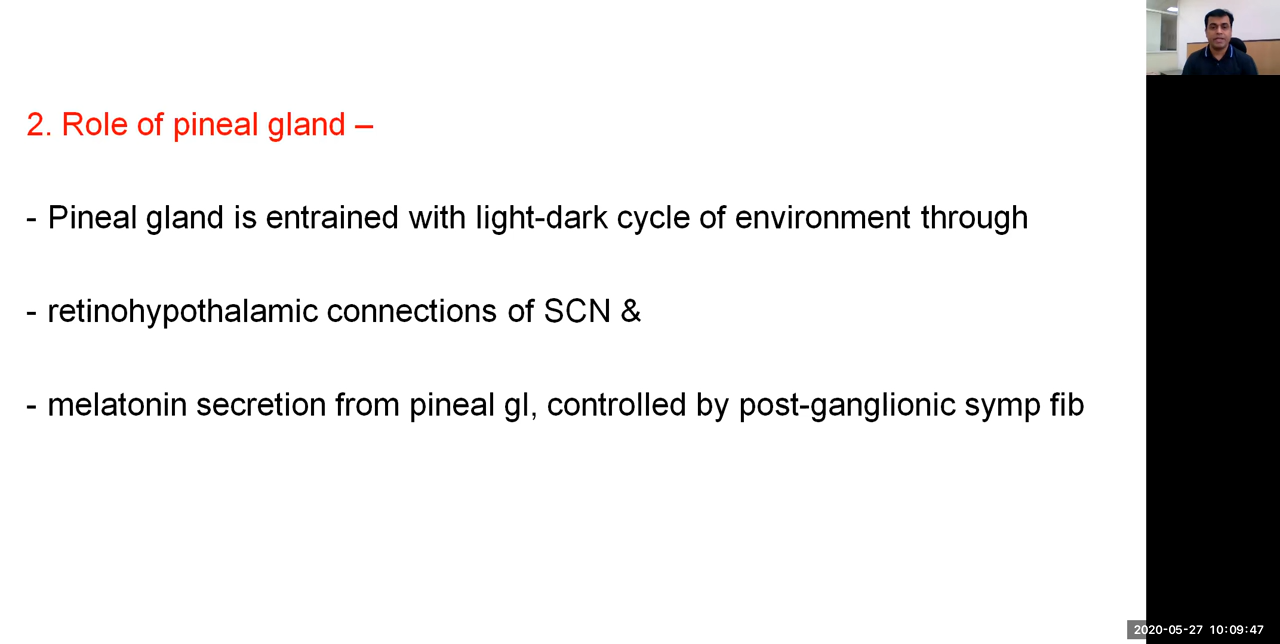 2. Role of pineal gland –
- Pineal gland is entrained with light-dark cycle of environment through
- retinohypothalamic connections of SCN &
- melatonin secretion from pineal gl, controlled by post-ganglionic symp fib
2020-05-27 10:09:47